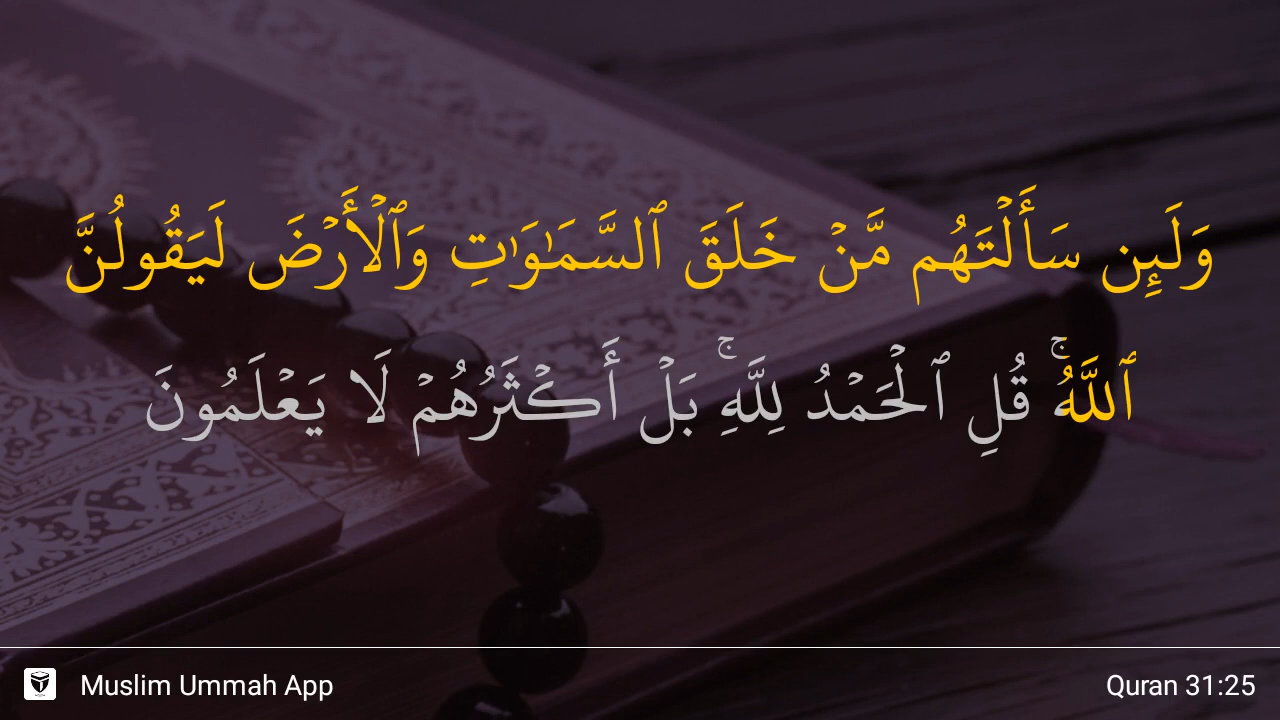 وَلَئِن سَأَلْتَهُم مَّنْ خَلَقَ ٱلسَّمَـٰوَٰتِ وَٱلْأَرْضَ لَيَقُولُنَّ
ٱللَّهُ ۚ قُلِ ٱلْحَمْدُ لِلَّهِ ۚ بَلْ أَكْثَرُهُمْ لَا يَعْلَمُونَ
Muslim Ummah App
Quran 31:25